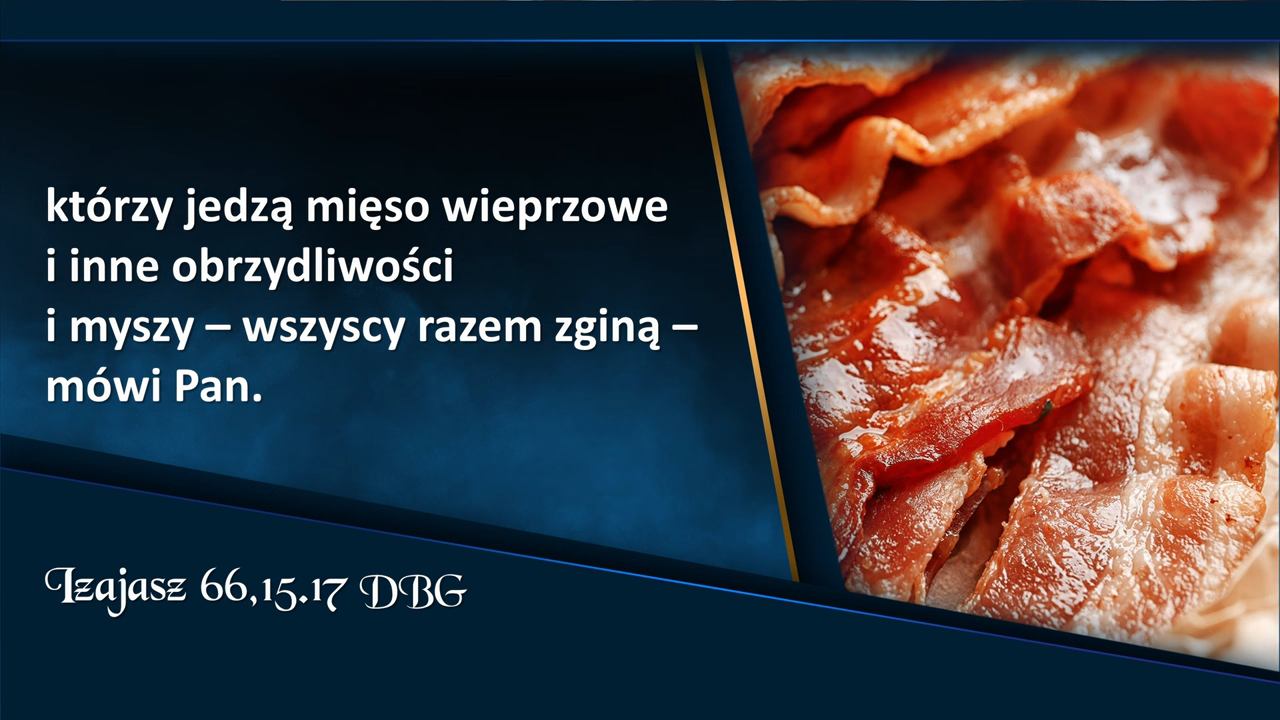 którzy jedzą mięso wieprzowe
i inne obrzydliwości
i myszy – wszyscy razem zginą –
mówi Pan.
Izajasz 66,15.17 DBG